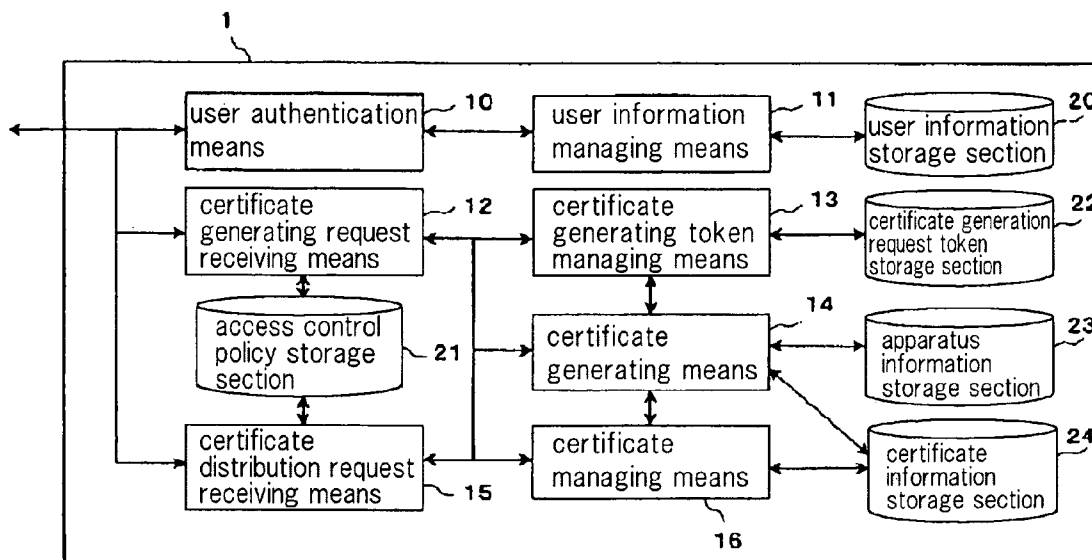 1
10
user authentication
means
11
user information
managing means
20
user information
storage section
12
certificate
generating request
receiving means
13
certificate
generating token
managing means
22
certificate generation
request token
storage section
access control
policy storage
section
21
14
certificate
generating means
23
apparatus
information
storage section
certificate
distribution request
receiving means
15
certificate
managing means
16
24
certificate
information
storage section